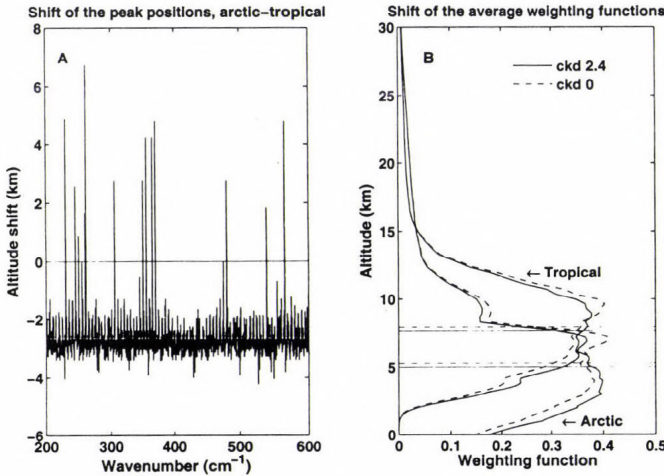 Shift of the peak positions, arctic−tropical
A
8
6
4
2
0
−2
−4
−6
Altitude shift (km)
200
300
400
500
600
Wavenumber (cm⁻¹)
Shift of the average weighting functions
B
ckd 2.4
ckd 0
30
25
20
15
10
5
0
Altitude (km)
← Tropical
← Arctic
0
0.1
0.2
0.3
0.4
0.5
Weighting function